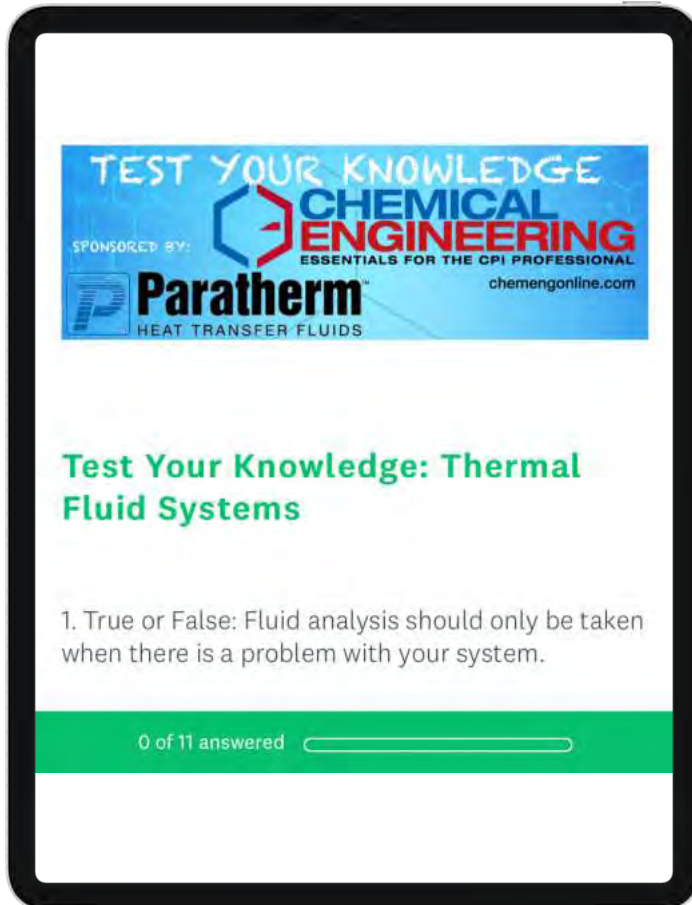 TEST YOUR KNOWLEDGE
CHEMICAL
ENGINEERING
ESSENTIALS FOR THE CPI PROFESSIONAL
SPONSORED BY:
chemengonline.com
Paratherm™
HEAT TRANSFER FLUIDS
Test Your Knowledge: Thermal
Fluid Systems
1. True or False: Fluid analysis should only be taken
when there is a problem with your system.
0 of 11 answered